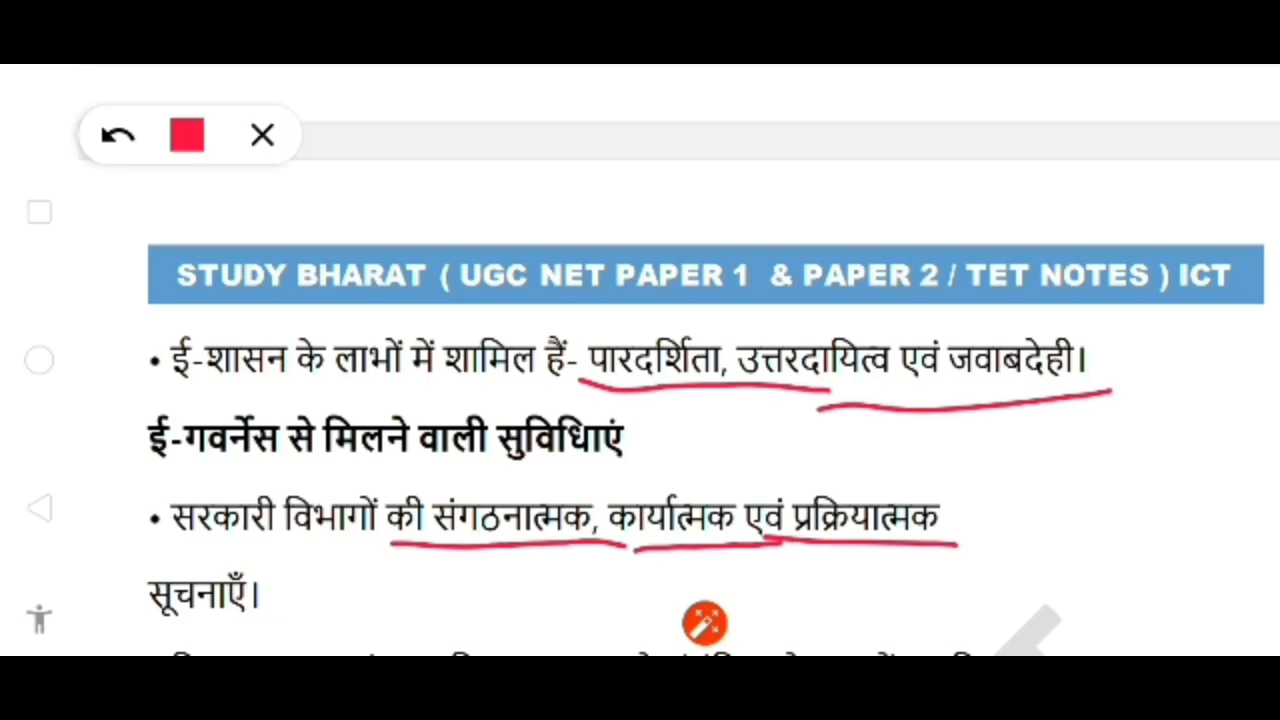 STUDY BHARAT ( UGC NET PAPER 1 & PAPER 2 / TET NOTES ) ICT
• ई-शासन के लाभों में शामिल हैं- पारदर्शिता, उत्तरदायित्व एवं जवाबदेही।
ई-गवर्नेस से मिलने वाली सुविधिाएं
• सरकारी विभागों की संगठनात्मक, कार्यात्मक एवं प्रक्रियात्मक
सूचनाएँ।